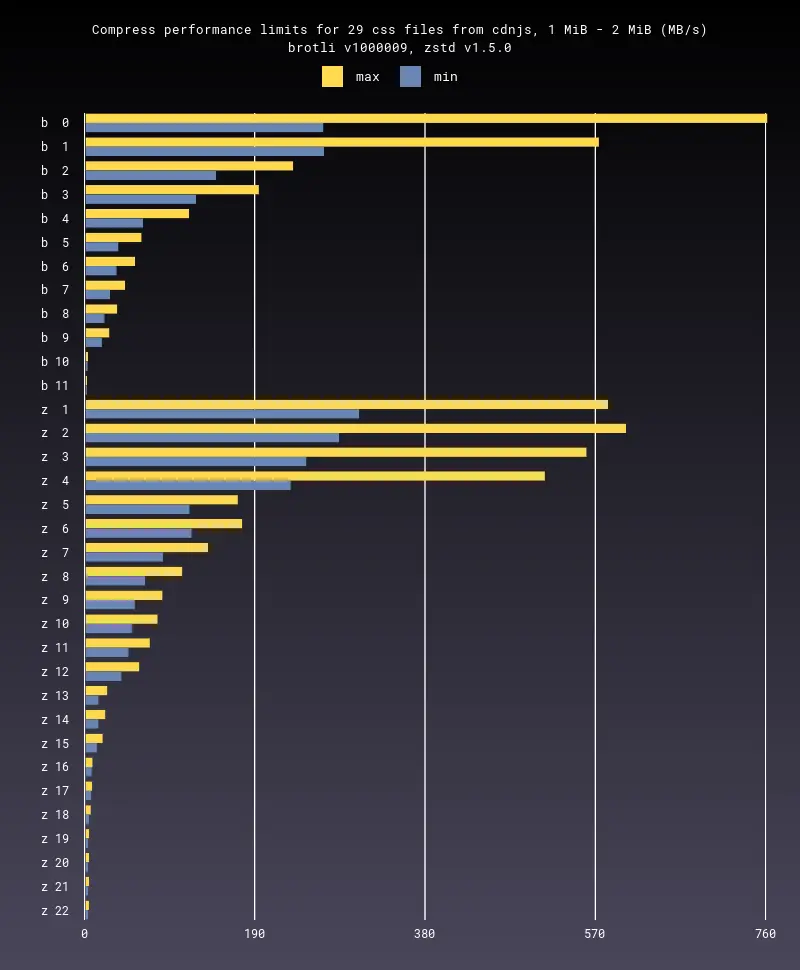 Compress performance limits for 29 css files from cdnjs, 1 MiB - 2 MiB (MB/s)
brotli v1000009, zstd v1.5.0
max min
b 0
b 1
b 2
b 3
b 4
b 5
b 6
b 7
b 8
b 9
b 10
b 11
z 1
z 2
z 3
z 4
z 5
z 6
z 7
z 8
z 9
z 10
z 11
z 12
z 13
z 14
z 15
z 16
z 17
z 18
z 19
z 20
z 21
z 22
0 190 380 570 760